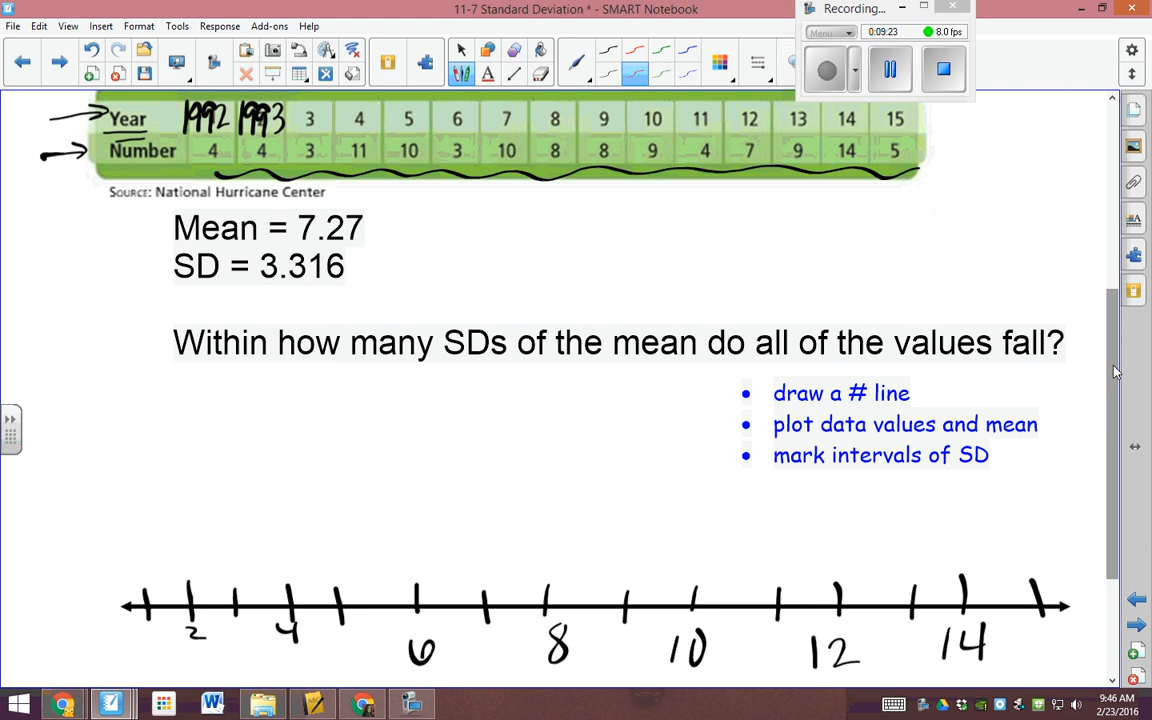 11-7 Standard Deviation * - SMART Notebook
Recording...
File Edit View Insert Format Tools Response Add-ons Help
Menu 0:09:23 8.0 fps
Year 1992 1993 3 4 5 6 7 8 9 10 11 12 13 14 15
Number 4 4 3 11 10 3 10 8 8 9 4 7 9 14 5
SOURCE: National Hurricane Center
Mean = 7.27
SD = 3.316
Within how many SDs of the mean do all of the values fall?
• draw a # line
• plot data values and mean
• mark intervals of SD
2 4 6 8 10 12 14
9:46 AM
2/23/2016